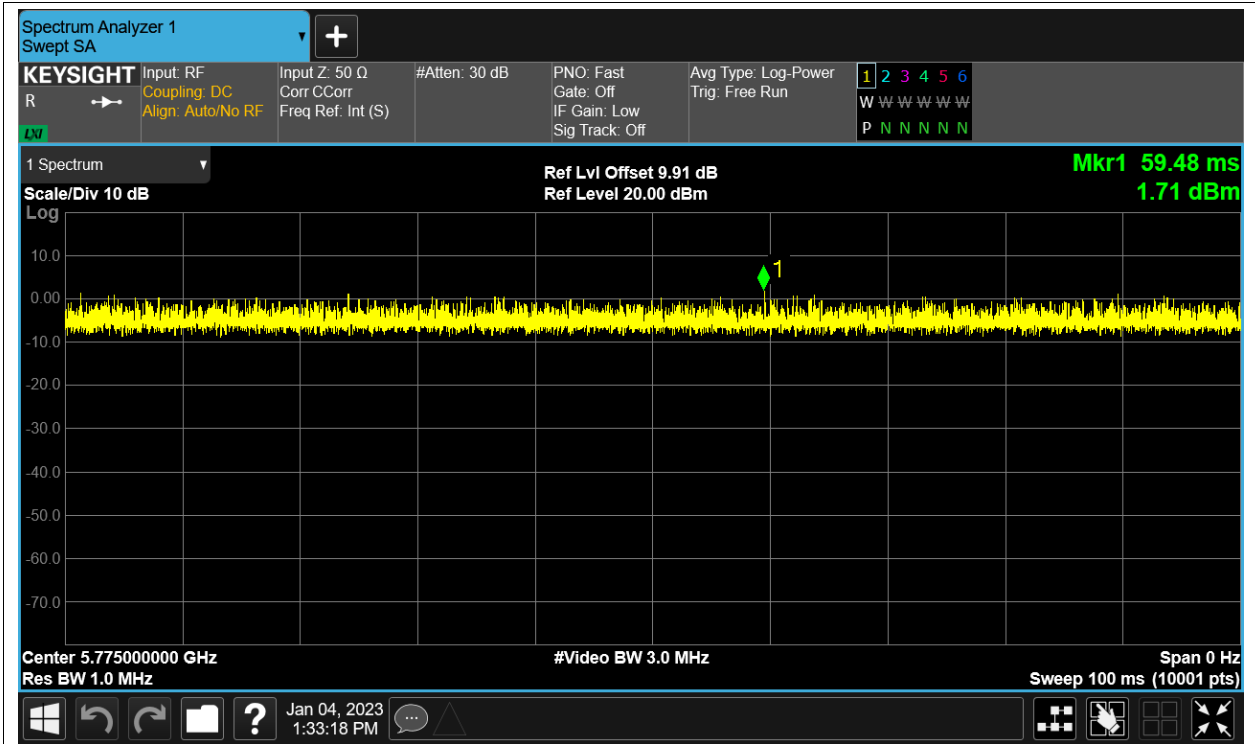 Spectrum Analyzer 1
Swept SA
KEYSIGHT
R
LXI
Input: RF
Coupling: DC
Align: Auto/No RF
Input Z: 50 Ω
Corr CCorr
Freq Ref: Int (S)
#Atten: 30 dB
PNO: Fast
Gate: Off
IF Gain: Low
Sig Track: Off
Avg Type: Log-Power
Trig: Free Run
1 2 3 4 5 6
W W W W W W
P N N N N N
1 Spectrum
Scale/Div 10 dB
Ref Lvl Offset 9.91 dB
Ref Level 20.00 dBm
Mkr1 59.48 ms
1.71 dBm
Log
10.0
0.00
-10.0
-20.0
-30.0
-40.0
-50.0
-60.0
-70.0
1
Center 5.775000000 GHz
Res BW 1.0 MHz
#Video BW 3.0 MHz
Span 0 Hz
Sweep 100 ms (10001 pts)
?
Jan 04, 2023
1:33:18 PM